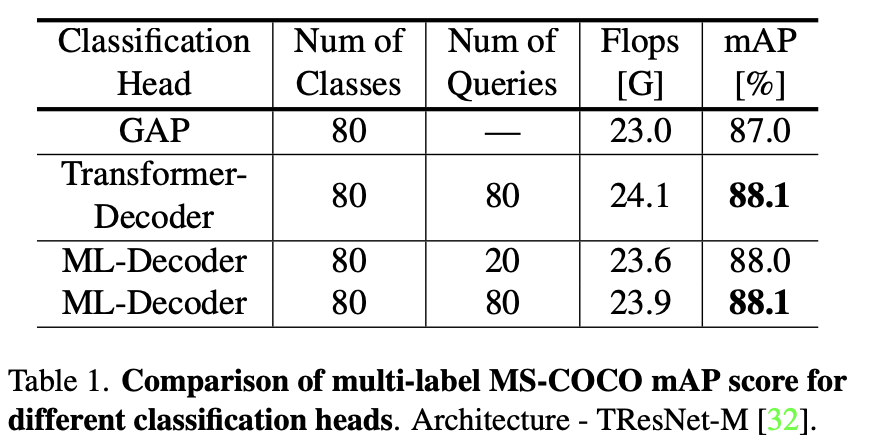 Classification Head | Num of Classes | Num of Queries | Flops [G] | mAP [%]
GAP | 80 | — | 23.0 | 87.0
Transformer-Decoder | 80 | 80 | 24.1 | 88.1
ML-Decoder | 80 | 20 | 23.6 | 88.0
ML-Decoder | 80 | 80 | 23.9 | 88.1
Table 1. Comparison of multi-label MS-COCO mAP score for
different classification heads. Architecture - TResNet-M [32].